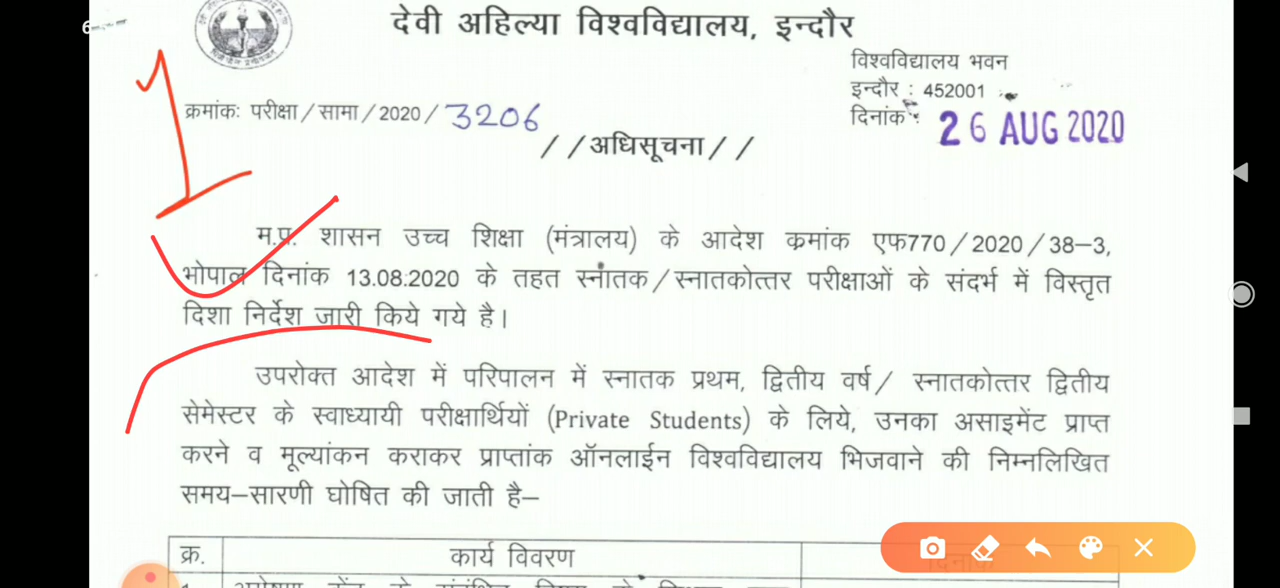 देवी अहिल्या विश्वविद्यालय, इन्दौर
विश्वविद्यालय भवन
इन्दौर : 452001
क्रमांकः परीक्षा/सामा/2020/3206
दिनांक : 26 AUG 2020
//अधिसूचना//
म.प्र. शासन उच्च शिक्षा (मंत्रालय) के आदेश क्रमांक एफ770/2020/38-3,
भोपाल दिनांक 13.08.2020 के तहत स्नातक/स्नातकोत्तर परीक्षाओं के संदर्भ में विस्तृत
दिशा निर्देश जारी किये गये है।
उपरोक्त आदेश में परिपालन में स्नातक प्रथम, द्वितीय वर्ष/ स्नातकोत्तर द्वितीय
सेमेस्टर के स्वाध्यायी परीक्षार्थियों (Private Students) के लिये, उनका असाइमेंट प्राप्त
करने व मूल्यांकन कराकर प्राप्तांक ऑनलाईन विश्वविद्यालय भिजवाने की निम्नलिखित
समय-सारणी घोषित की जाती है-
क्र. कार्य विवरण